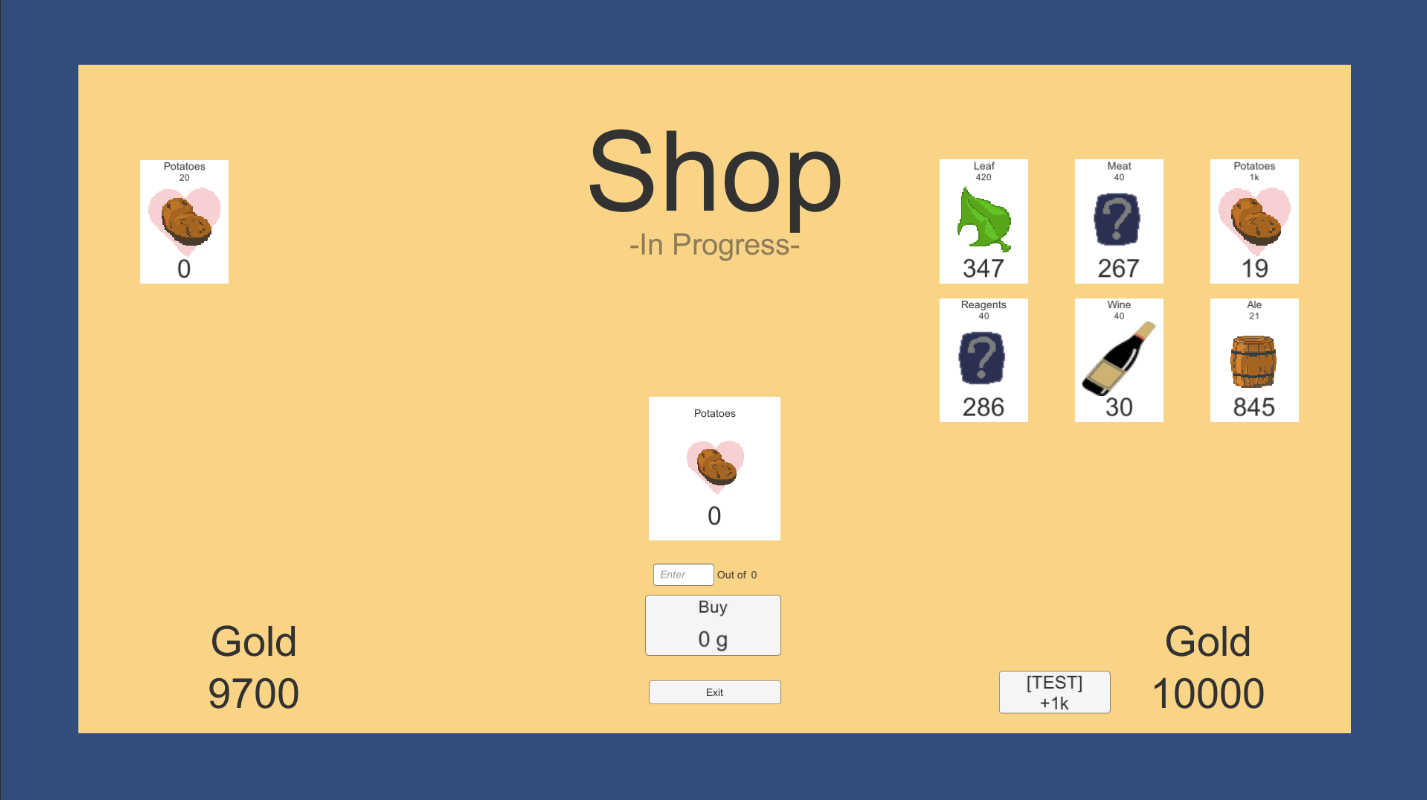 Shop
-In Progress-
Potatoes
20
0
Leaf
420
347
Meat
40
267
Potatoes
1k
19
Reagents
40
286
Wine
40
30
Ale
21
845
Potatoes
0
Enter Out of 0
Buy
0 g
Exit
Gold
9700
[TEST]
+1k
Gold
10000